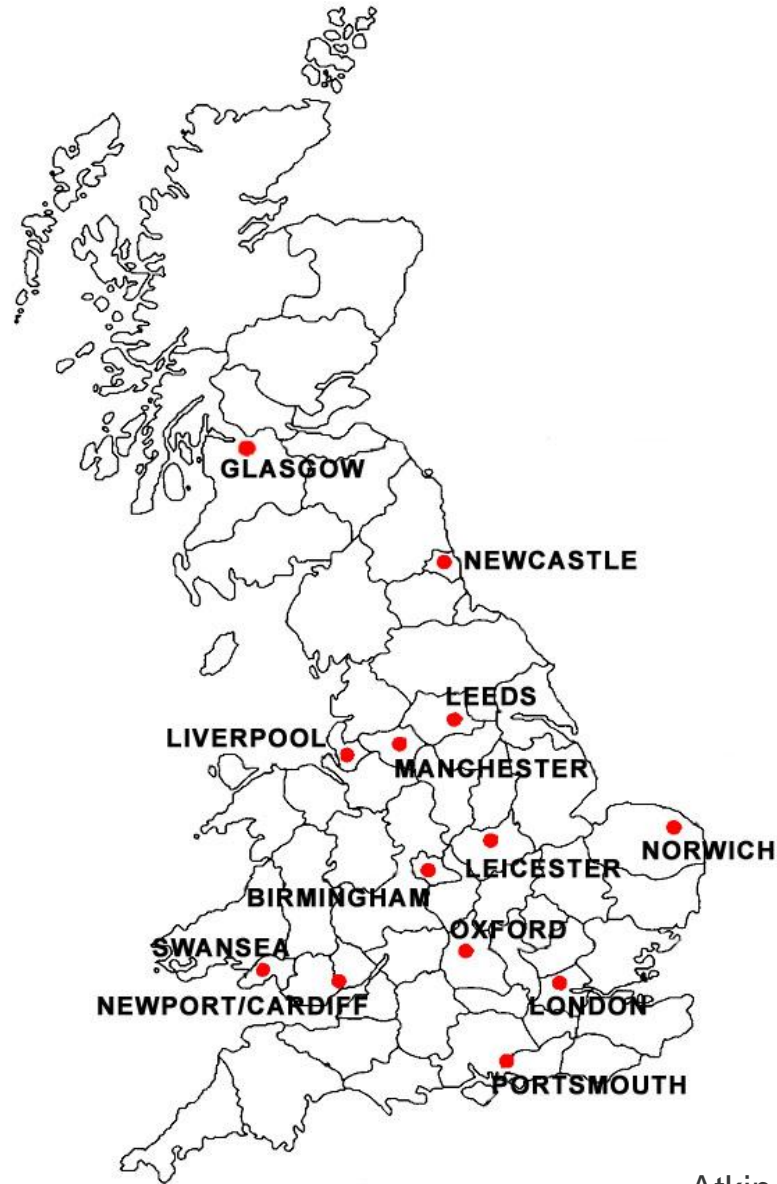 GLASGOW
NEWCASTLE
LEEDS
LIVERPOOL
MANCHESTER
NORWICH
LEICESTER
BIRMINGHAM
OXFORD
SWANSEA
NEWPORT/CARDIFF
LONDON
PORTSMOUTH